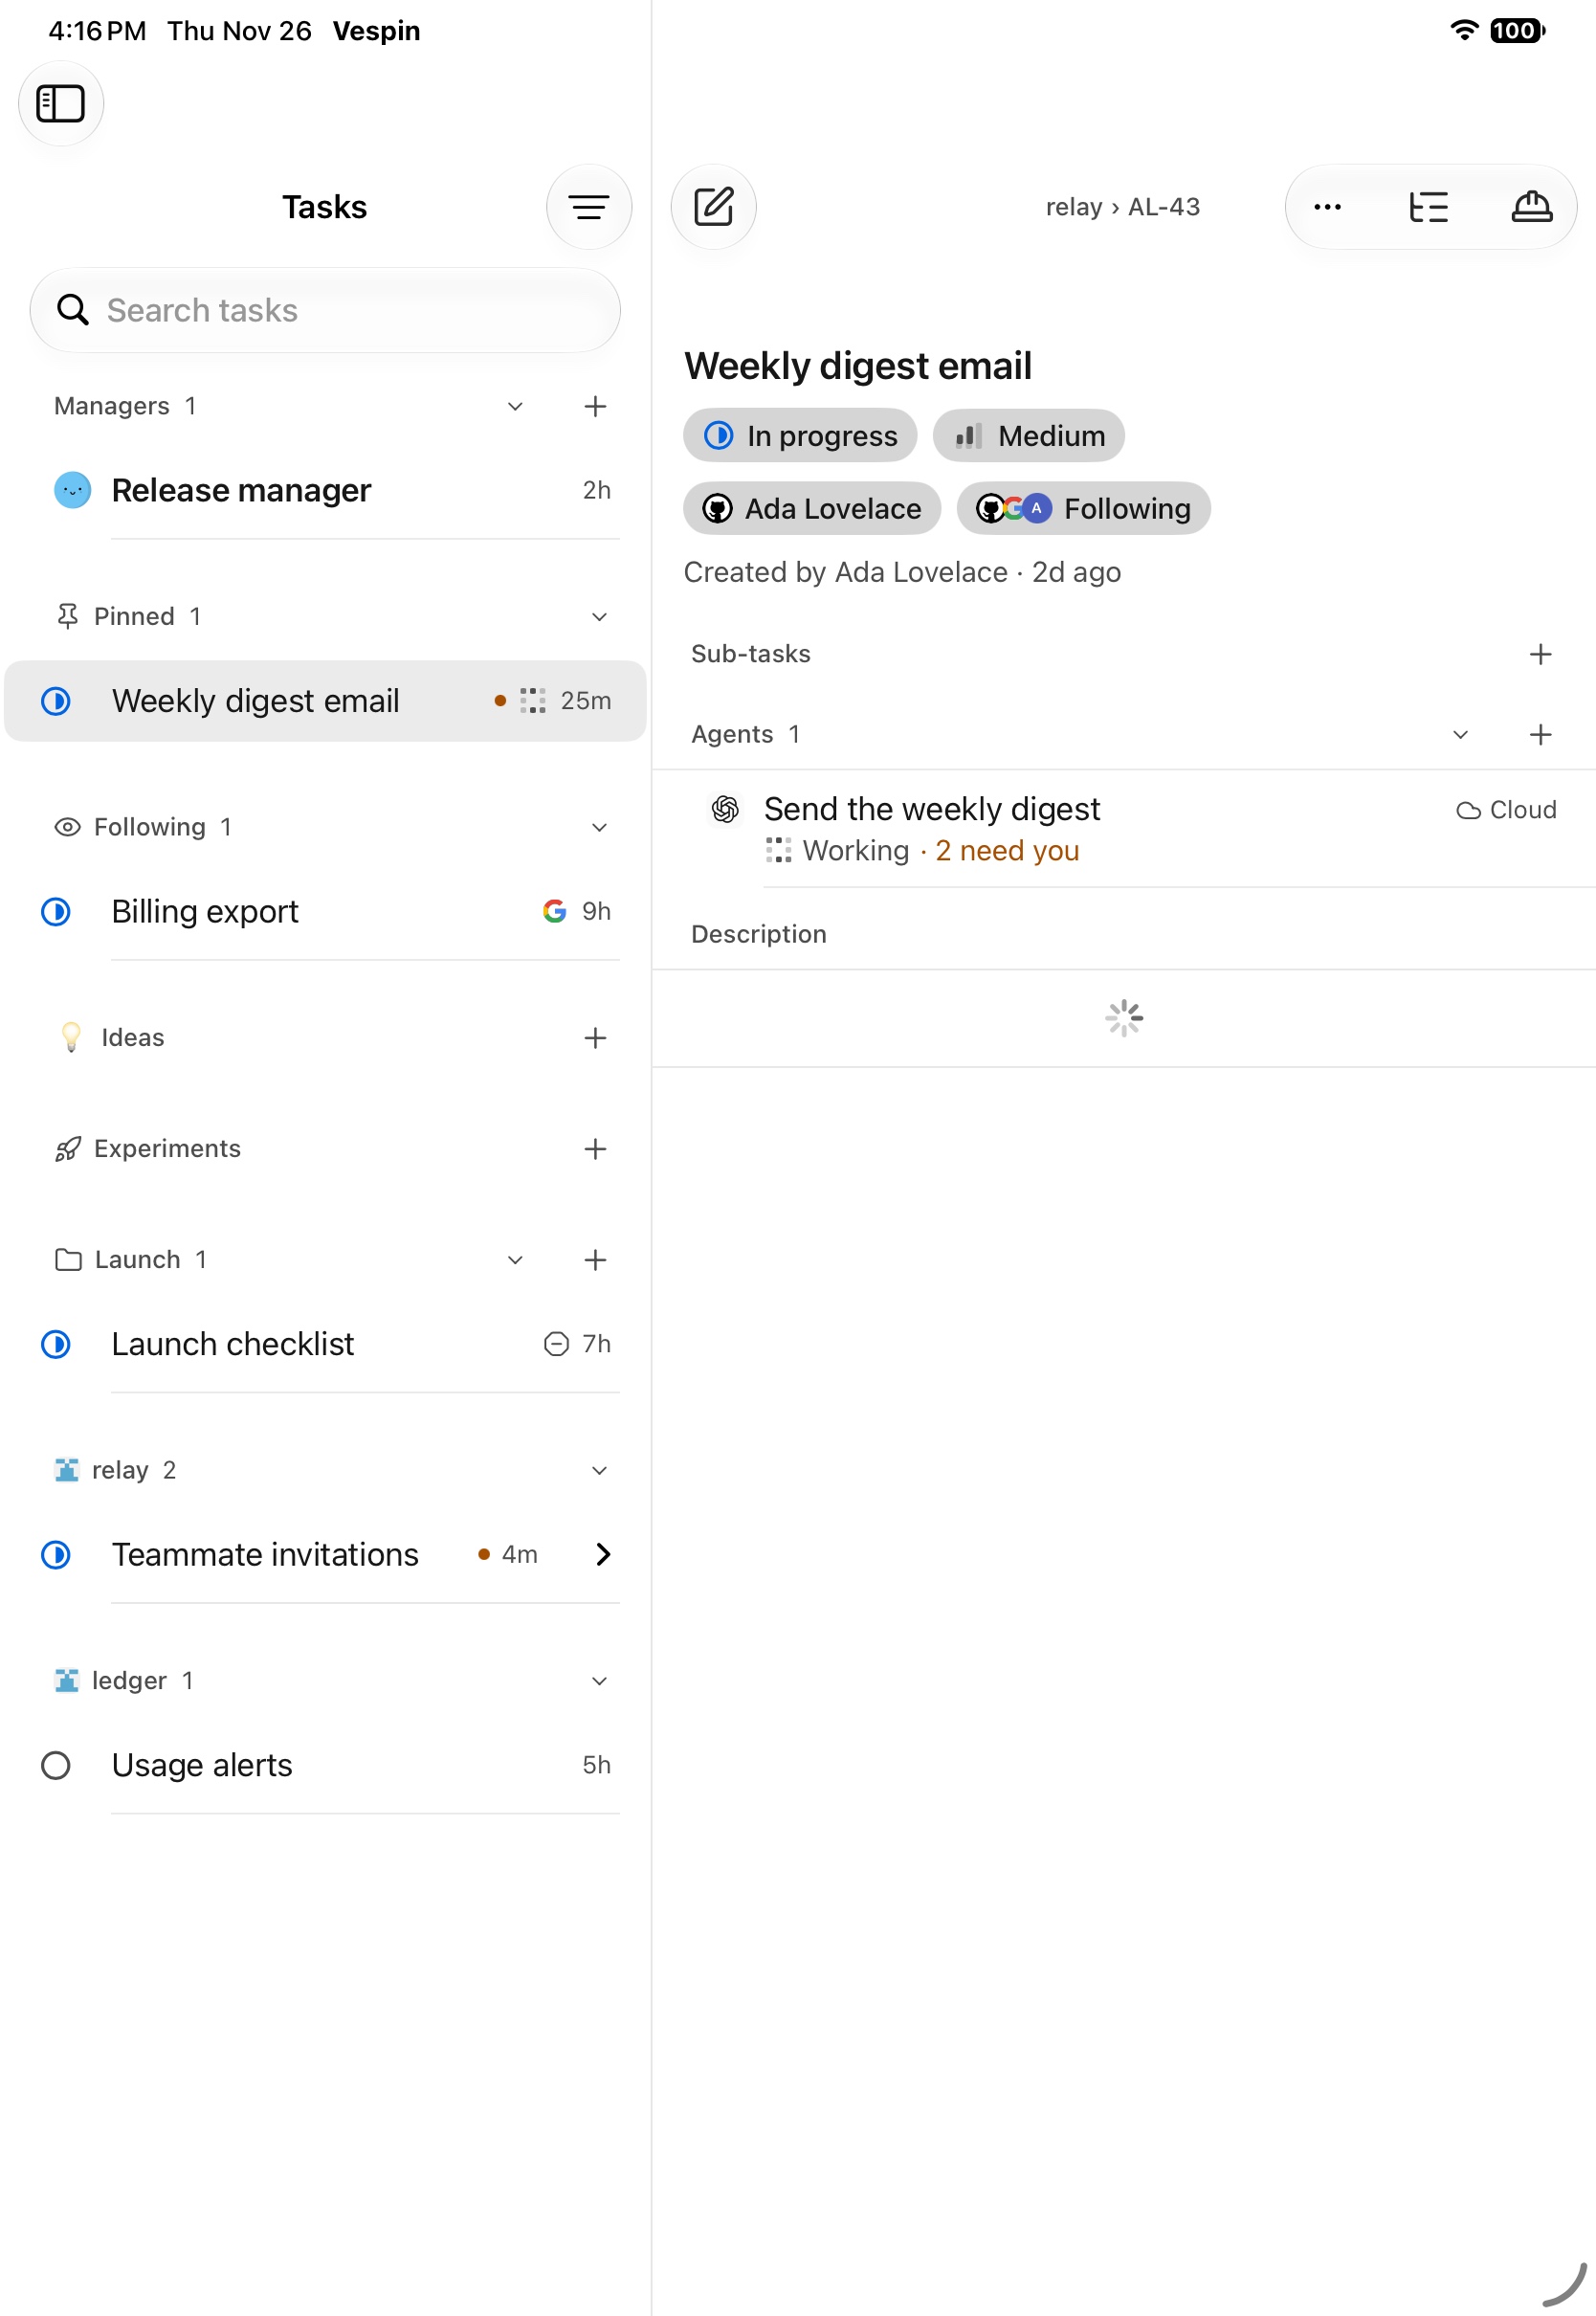 4:16 PM Thu Nov 26 Vespin
100
Tasks
Search tasks
Managers 1
Release manager 2h
Pinned 1
Weekly digest email 25m
Following 1
Billing export 9h
Ideas
Experiments
Launch 1
Launch checklist 7h
relay 2
Teammate invitations 4m
ledger 1
Usage alerts 5h
relay › AL-43
Weekly digest email
In progress Medium
Ada Lovelace A Following
Created by Ada Lovelace · 2d ago
Sub-tasks
Agents 1
Send the weekly digest Cloud
Working · 2 need you
Description